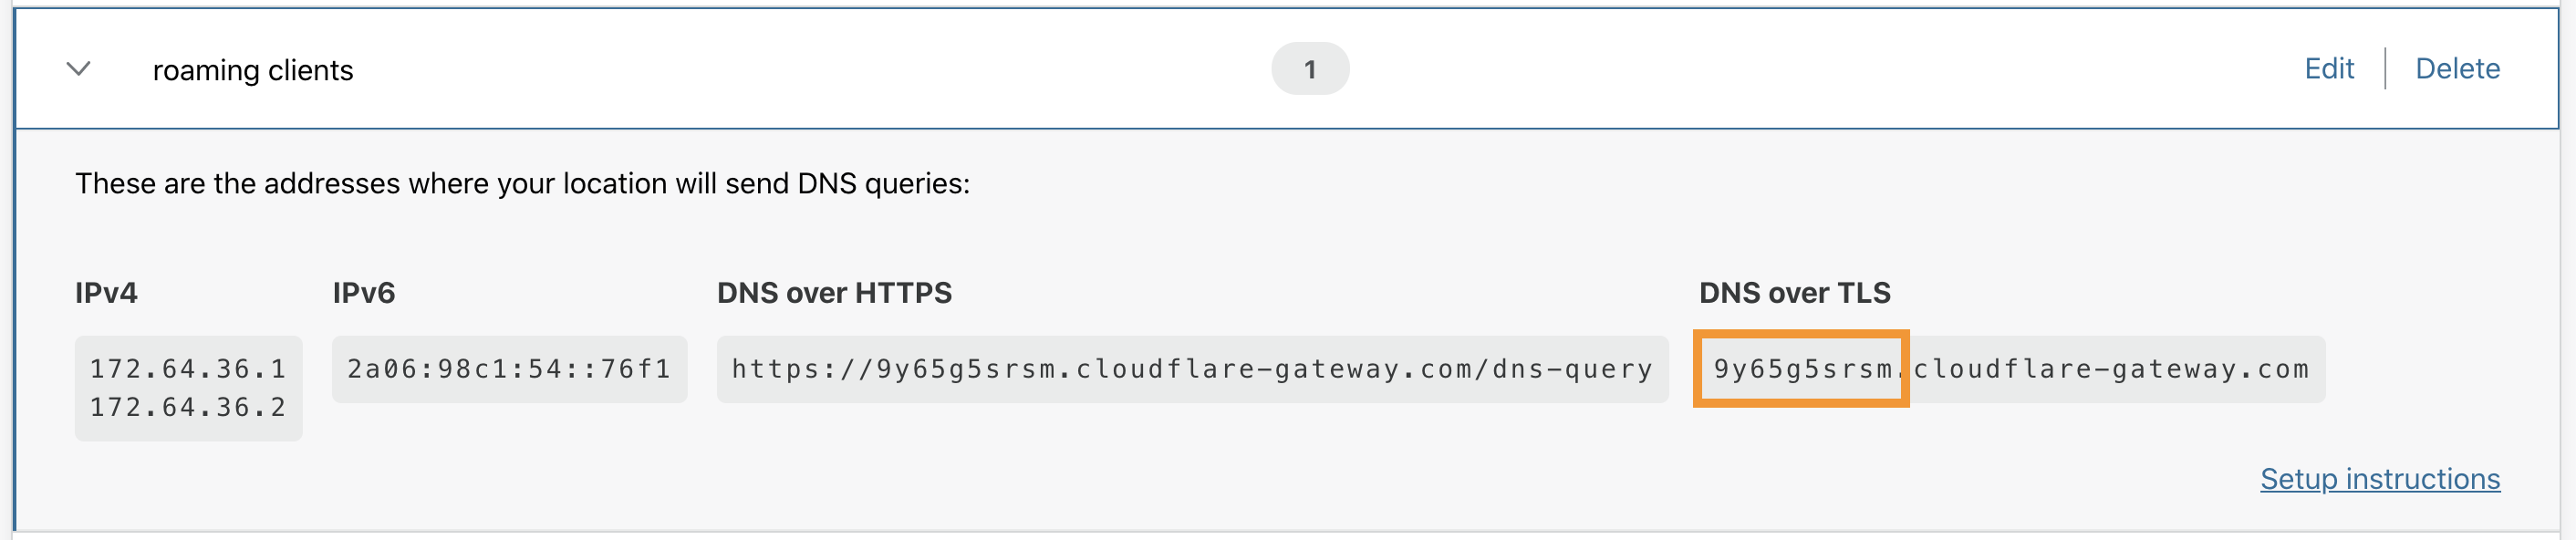 roaming clients
1
Edit
Delete
These are the addresses where your location will send DNS queries:
IPv4
172.64.36.1
172.64.36.2
IPv6
2a06:98c1:54::76f1
DNS over HTTPS
https://9y65g5srsm.cloudflare-gateway.com/dns-query
DNS over TLS
9y65g5srsm.cloudflare-gateway.com
Setup instructions